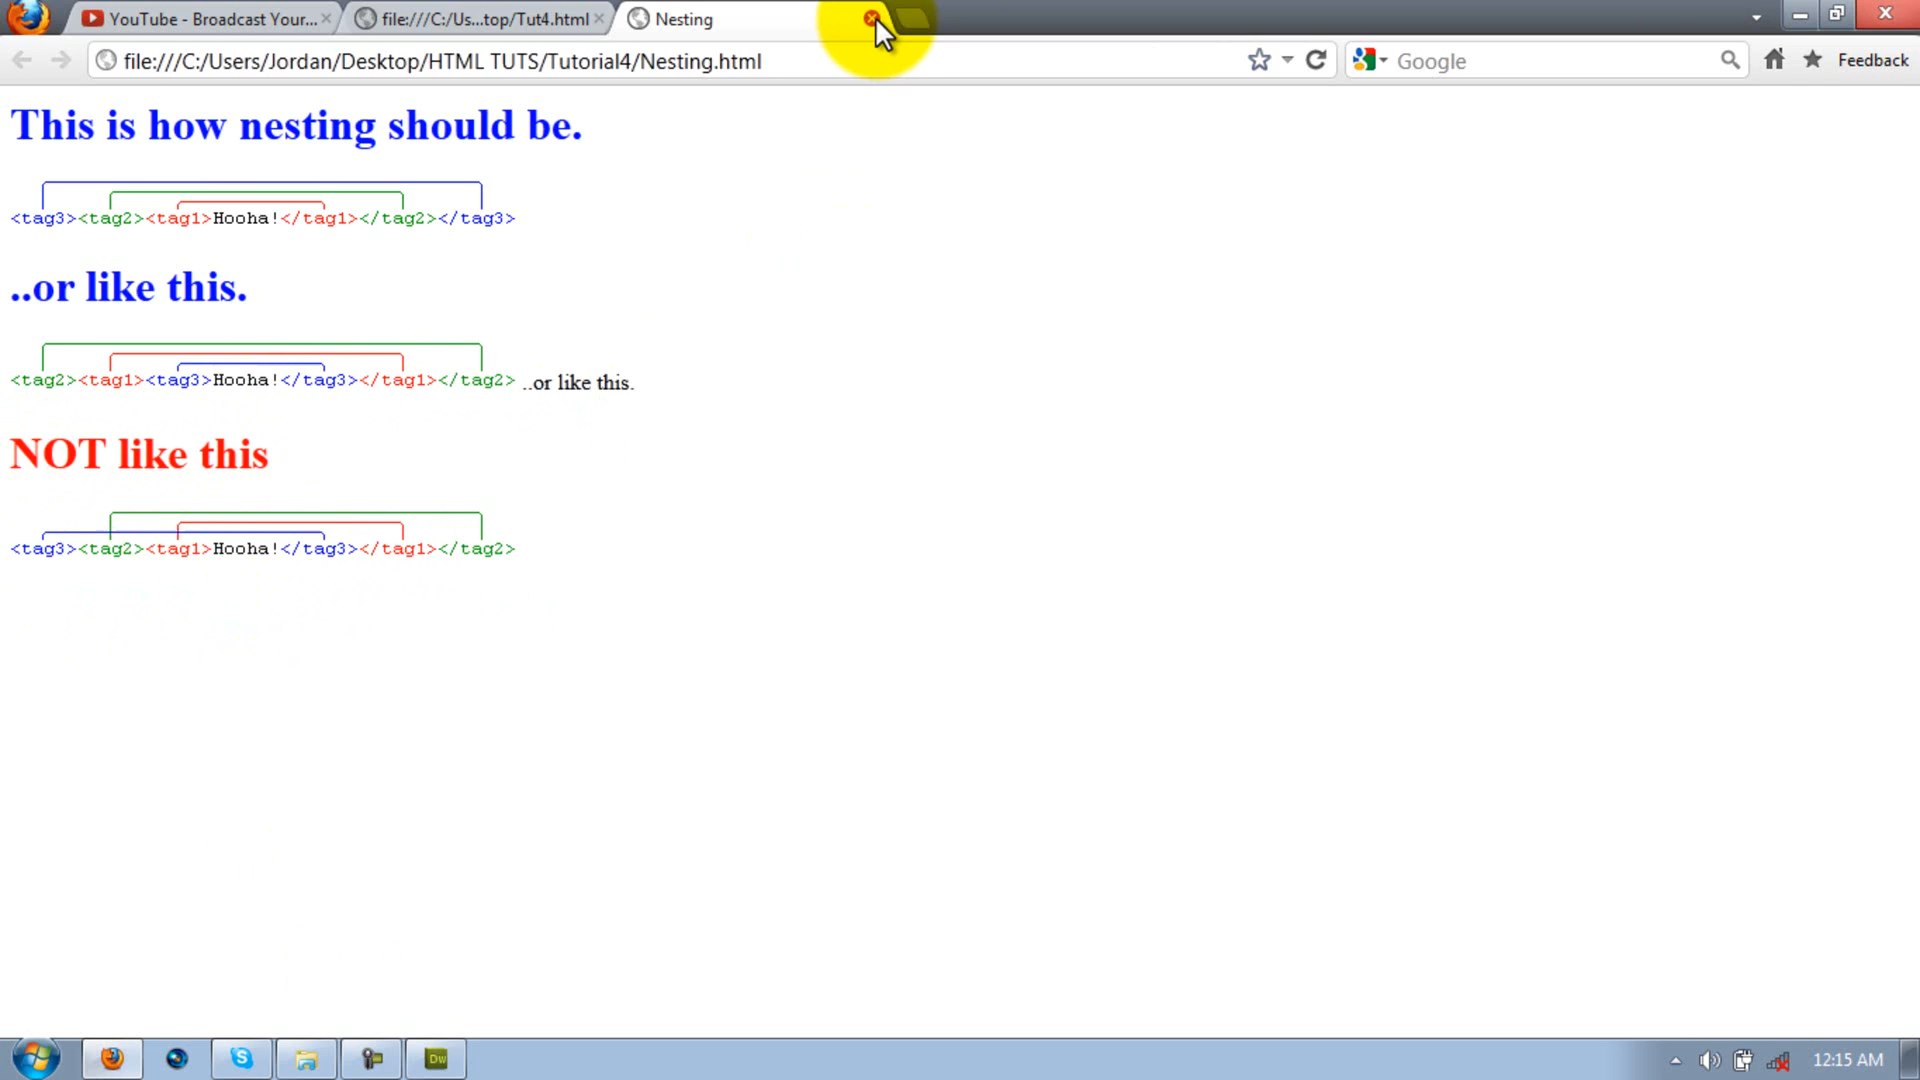 YouTube - Broadcast Your... file:///C:/Us...top/Tut4.html Nesting
file:///C:/Users/Jordan/Desktop/HTML TUTS/Tutorial4/Nesting.html Google Feedback
This is how nesting should be.
<tag3><tag2><tag1>Hooha!</tag1></tag2></tag3>
..or like this.
<tag2><tag1><tag3>Hooha!</tag3></tag1></tag2> ..or like this.
NOT like this
<tag3><tag2><tag1>Hooha!</tag3></tag1></tag2>
Dw 12:15 AM